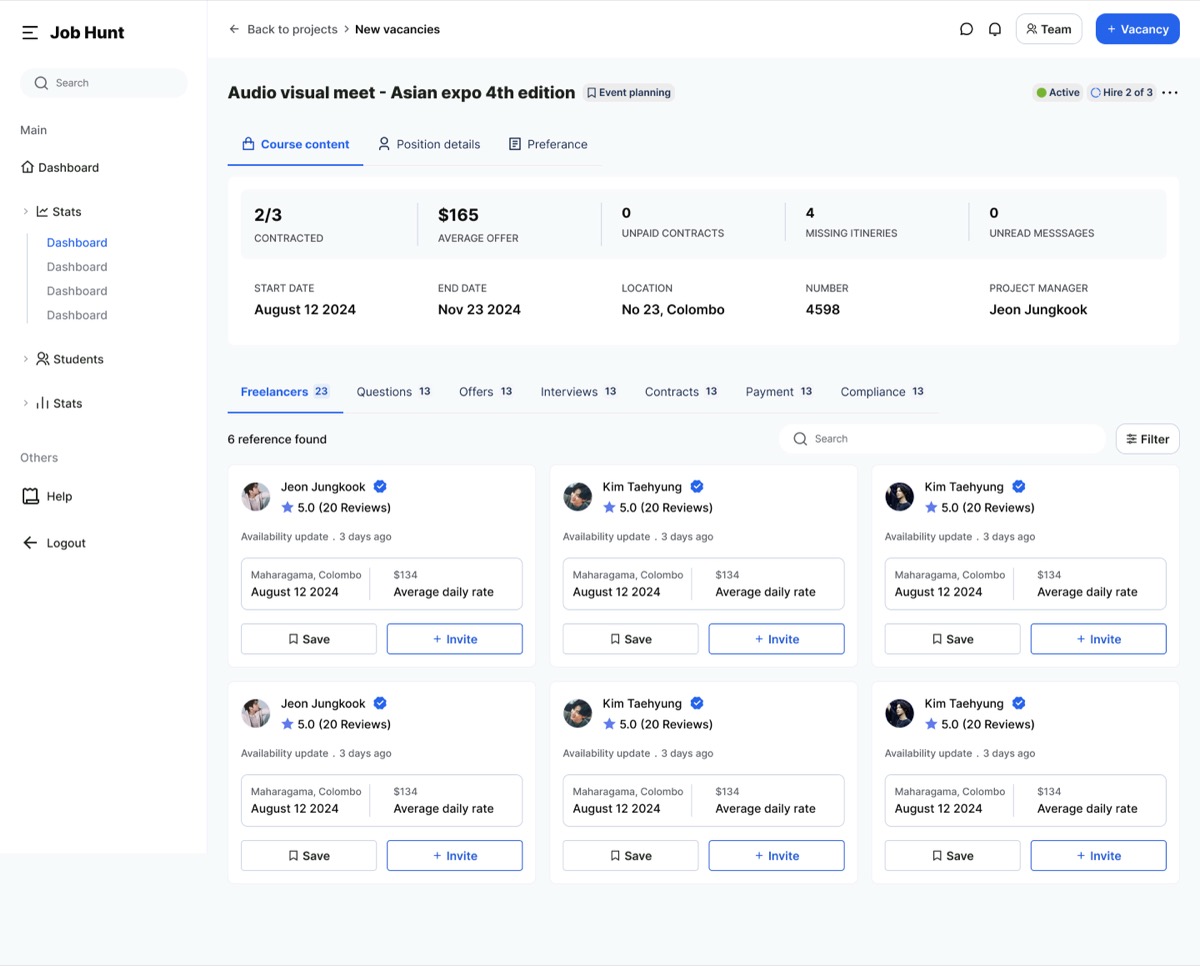 Job Hunt
Search
Main
Dashboard
Stats
Dashboard
Dashboard
Dashboard
Dashboard
Students
Stats
Others
Help
Logout
Back to projects > New vacancies
Team
+ Vacancy
Audio visual meet - Asian expo 4th edition
Event planning
Active
Hire 2 of 3
Course content
Position details
Preferance
2/3
CONTRACTED
$165
AVERAGE OFFER
0
UNPAID CONTRACTS
4
MISSING ITINERIES
0
UNREAD MESSSAGES
START DATE
August 12 2024
END DATE
Nov 23 2024
LOCATION
No 23, Colombo
NUMBER
4598
PROJECT MANAGER
Jeon Jungkook
Freelancers 23
Questions 13
Offers 13
Interviews 13
Contracts 13
Payment 13
Compliance 13
6 reference found
Search
Filter
Jeon Jungkook
5.0 (20 Reviews)
Availability update . 3 days ago
Maharagama, Colombo
August 12 2024
$134
Average daily rate
Save
+ Invite
Kim Taehyung
5.0 (20 Reviews)
Availability update . 3 days ago
Maharagama, Colombo
August 12 2024
$134
Average daily rate
Save
+ Invite
Kim Taehyung
5.0 (20 Reviews)
Availability update . 3 days ago
Maharagama, Colombo
August 12 2024
$134
Average daily rate
Save
+ Invite
Jeon Jungkook
5.0 (20 Reviews)
Availability update . 3 days ago
Maharagama, Colombo
August 12 2024
$134
Average daily rate
Save
+ Invite
Kim Taehyung
5.0 (20 Reviews)
Availability update . 3 days ago
Maharagama, Colombo
August 12 2024
$134
Average daily rate
Save
+ Invite
Kim Taehyung
5.0 (20 Reviews)
Availability update . 3 days ago
Maharagama, Colombo
August 12 2024
$134
Average daily rate
Save
+ Invite